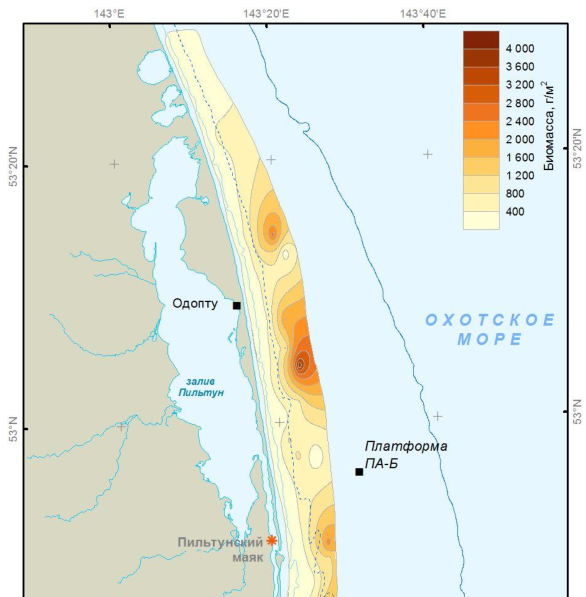 143°E
143°20'E
143°40'E
53°20'N
53°N
53°20'N
53°N
4 000
3 600
3 200
2 800
2 400
2 000
1 600
1 200
800
400
Биомасса, г/м²
Одопту
ОХОТСКОЕ
МОРЕ
залив
Пильтун
Платформа
ПА-Б
Пильтунский
маяк